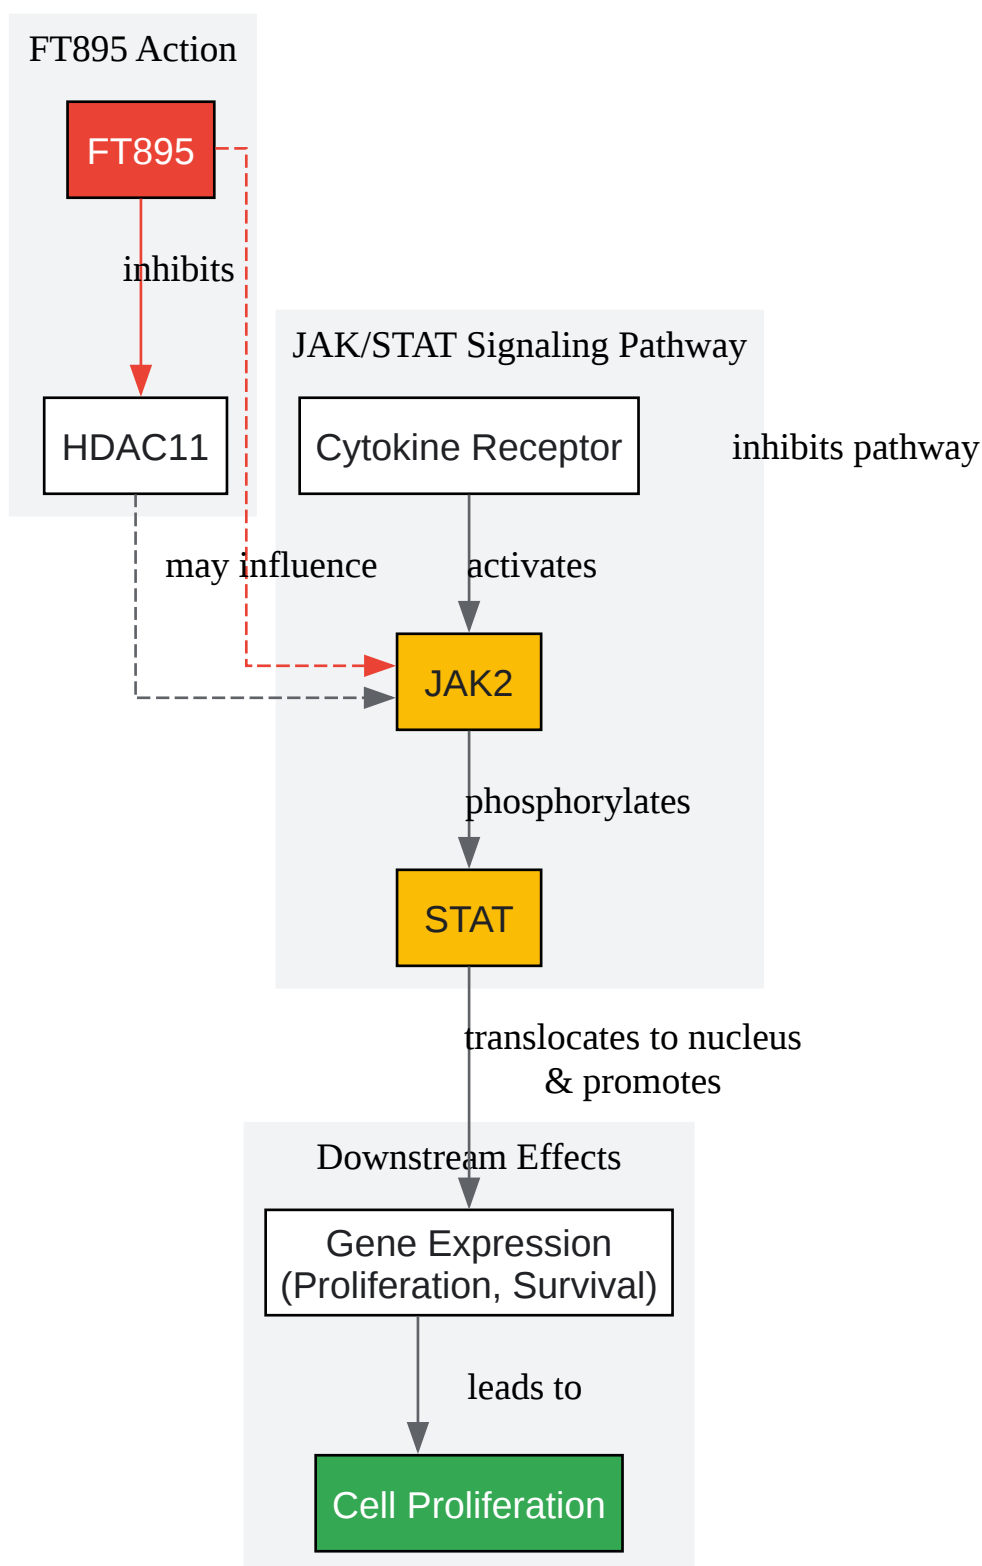 FT895 Action
FT895
inhibits
JAK/STAT Signaling Pathway
HDAC11
Cytokine Receptor
inhibits pathway
may influence
activates
JAK2
phosphorylates
STAT
translocates to nucleus
& promotes
Downstream Effects
Gene Expression
(Proliferation, Survival)
leads to
Cell Proliferation